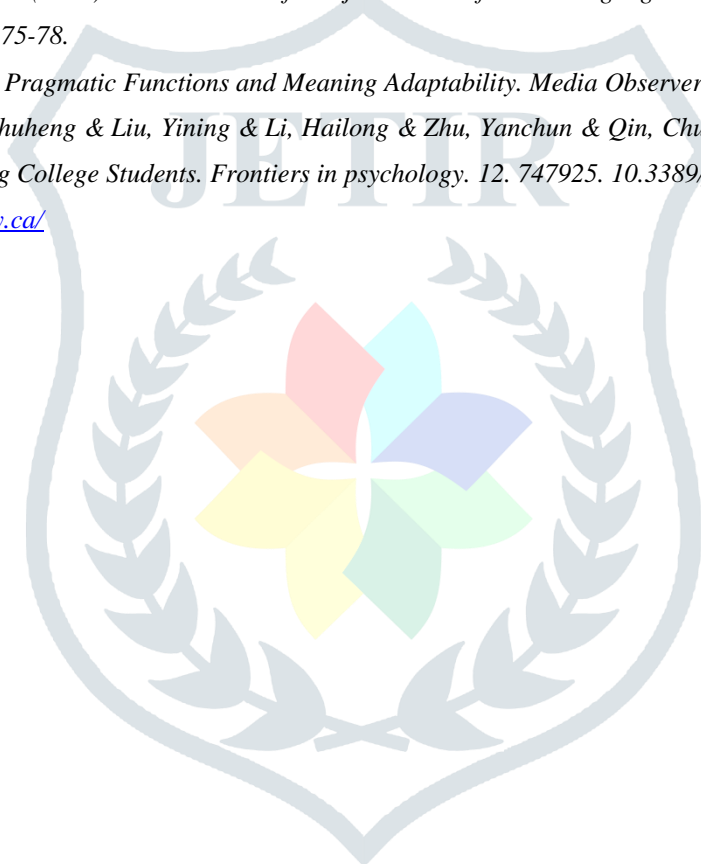 75-78.
Pragmatic Functions and Meaning Adaptability. Media Observer
huheng & Liu, Yining & Li, Hailong & Zhu, Yanchun & Qin, Chu
g College Students. Frontiers in psychology. 12. 747925. 10.3389/
v.ca/
JETIR